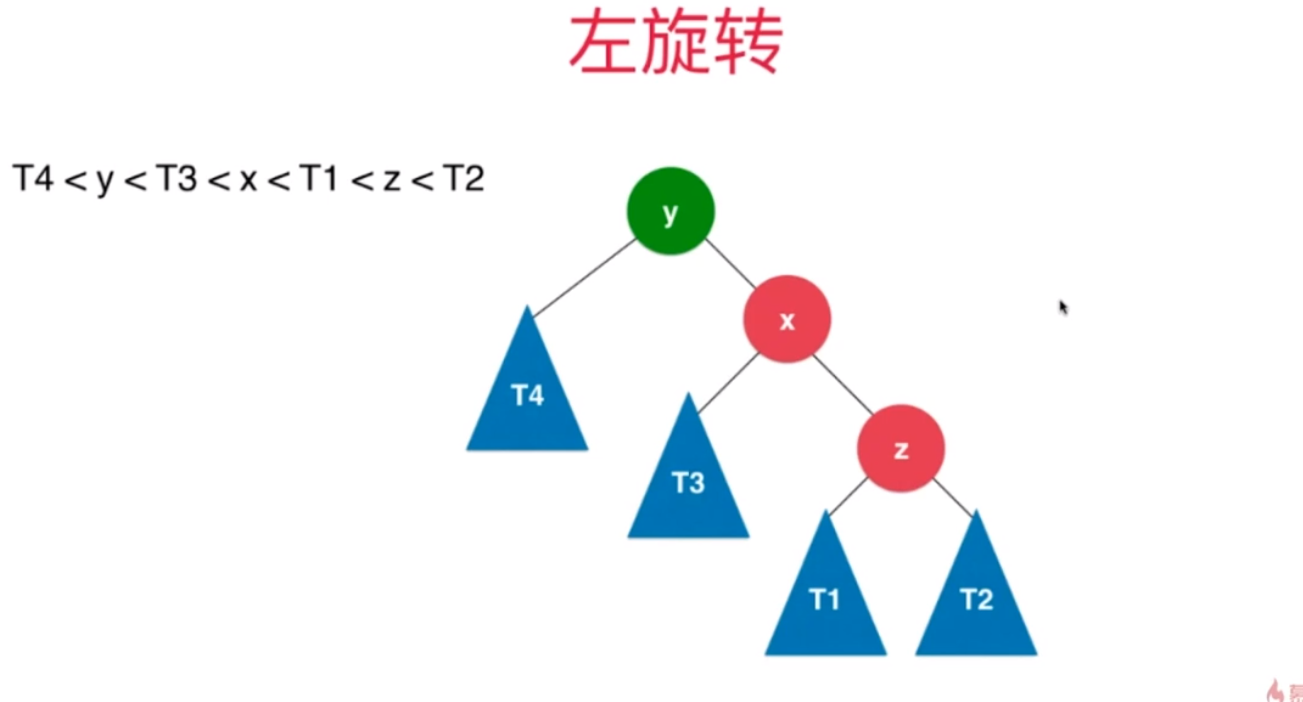 左旋转
T4 < y < T3 < x < T1 < z < T2
y
x
T4
z
T3
T1
T2